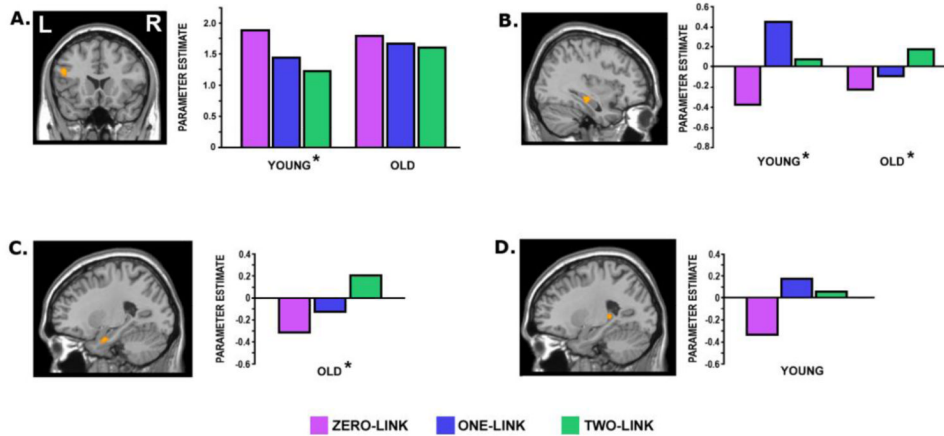 A.
L
R
PARAMETER ESTIMATE
2.0
1.5
1.0
0.5
0
YOUNG *
OLD
B.
PARAMETER ESTIMATE
0.6
0.4
0.2
0
-0.2
-0.4
-0.6
-0.8
YOUNG *
OLD *
C.
PARAMETER ESTIMATE
0.4
0.2
0
-0.2
-0.4
-0.6
OLD *
D.
PARAMETER ESTIMATE
0.4
0.2
0
-0.2
-0.4
-0.6
YOUNG
ZERO-LINK
ONE-LINK
TWO-LINK